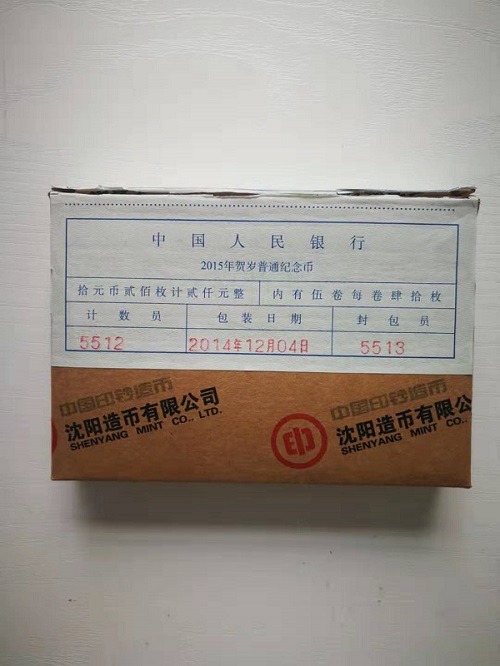 中国人民银行
2015年贺岁普通纪念币
拾元币贰佰枚计贰仟元整 内有伍卷每卷肆拾枚
计数员 包装日期 封包员
5512 2014年12月04日 5513
中国印钞造币
沈阳造币有限公司
SHENYANG MINT CO., LTD.
中国印钞造币
沈阳造币有限公司
SHENYANG MINT CO., L